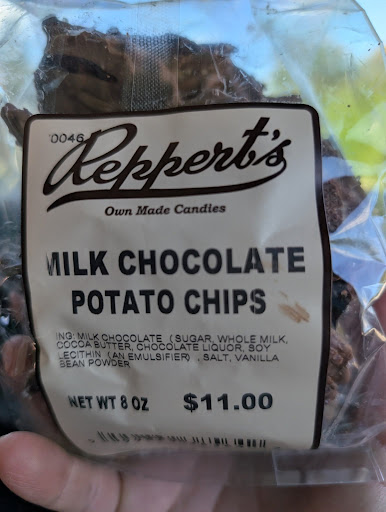 0046
Reppert's
Own Made Candies
MILK CHOCOLATE
POTATO CHIPS
ING: MILK CHOCOLATE (SUGAR, WHOLE MILK,
COCOA BUTTER, CHOCOLATE LIQUOR, SOY
LECITHIN (AN EMULSIFIER) , SALT, VANILLA
BEAN POWDER
NET WT 8 OZ $11.00